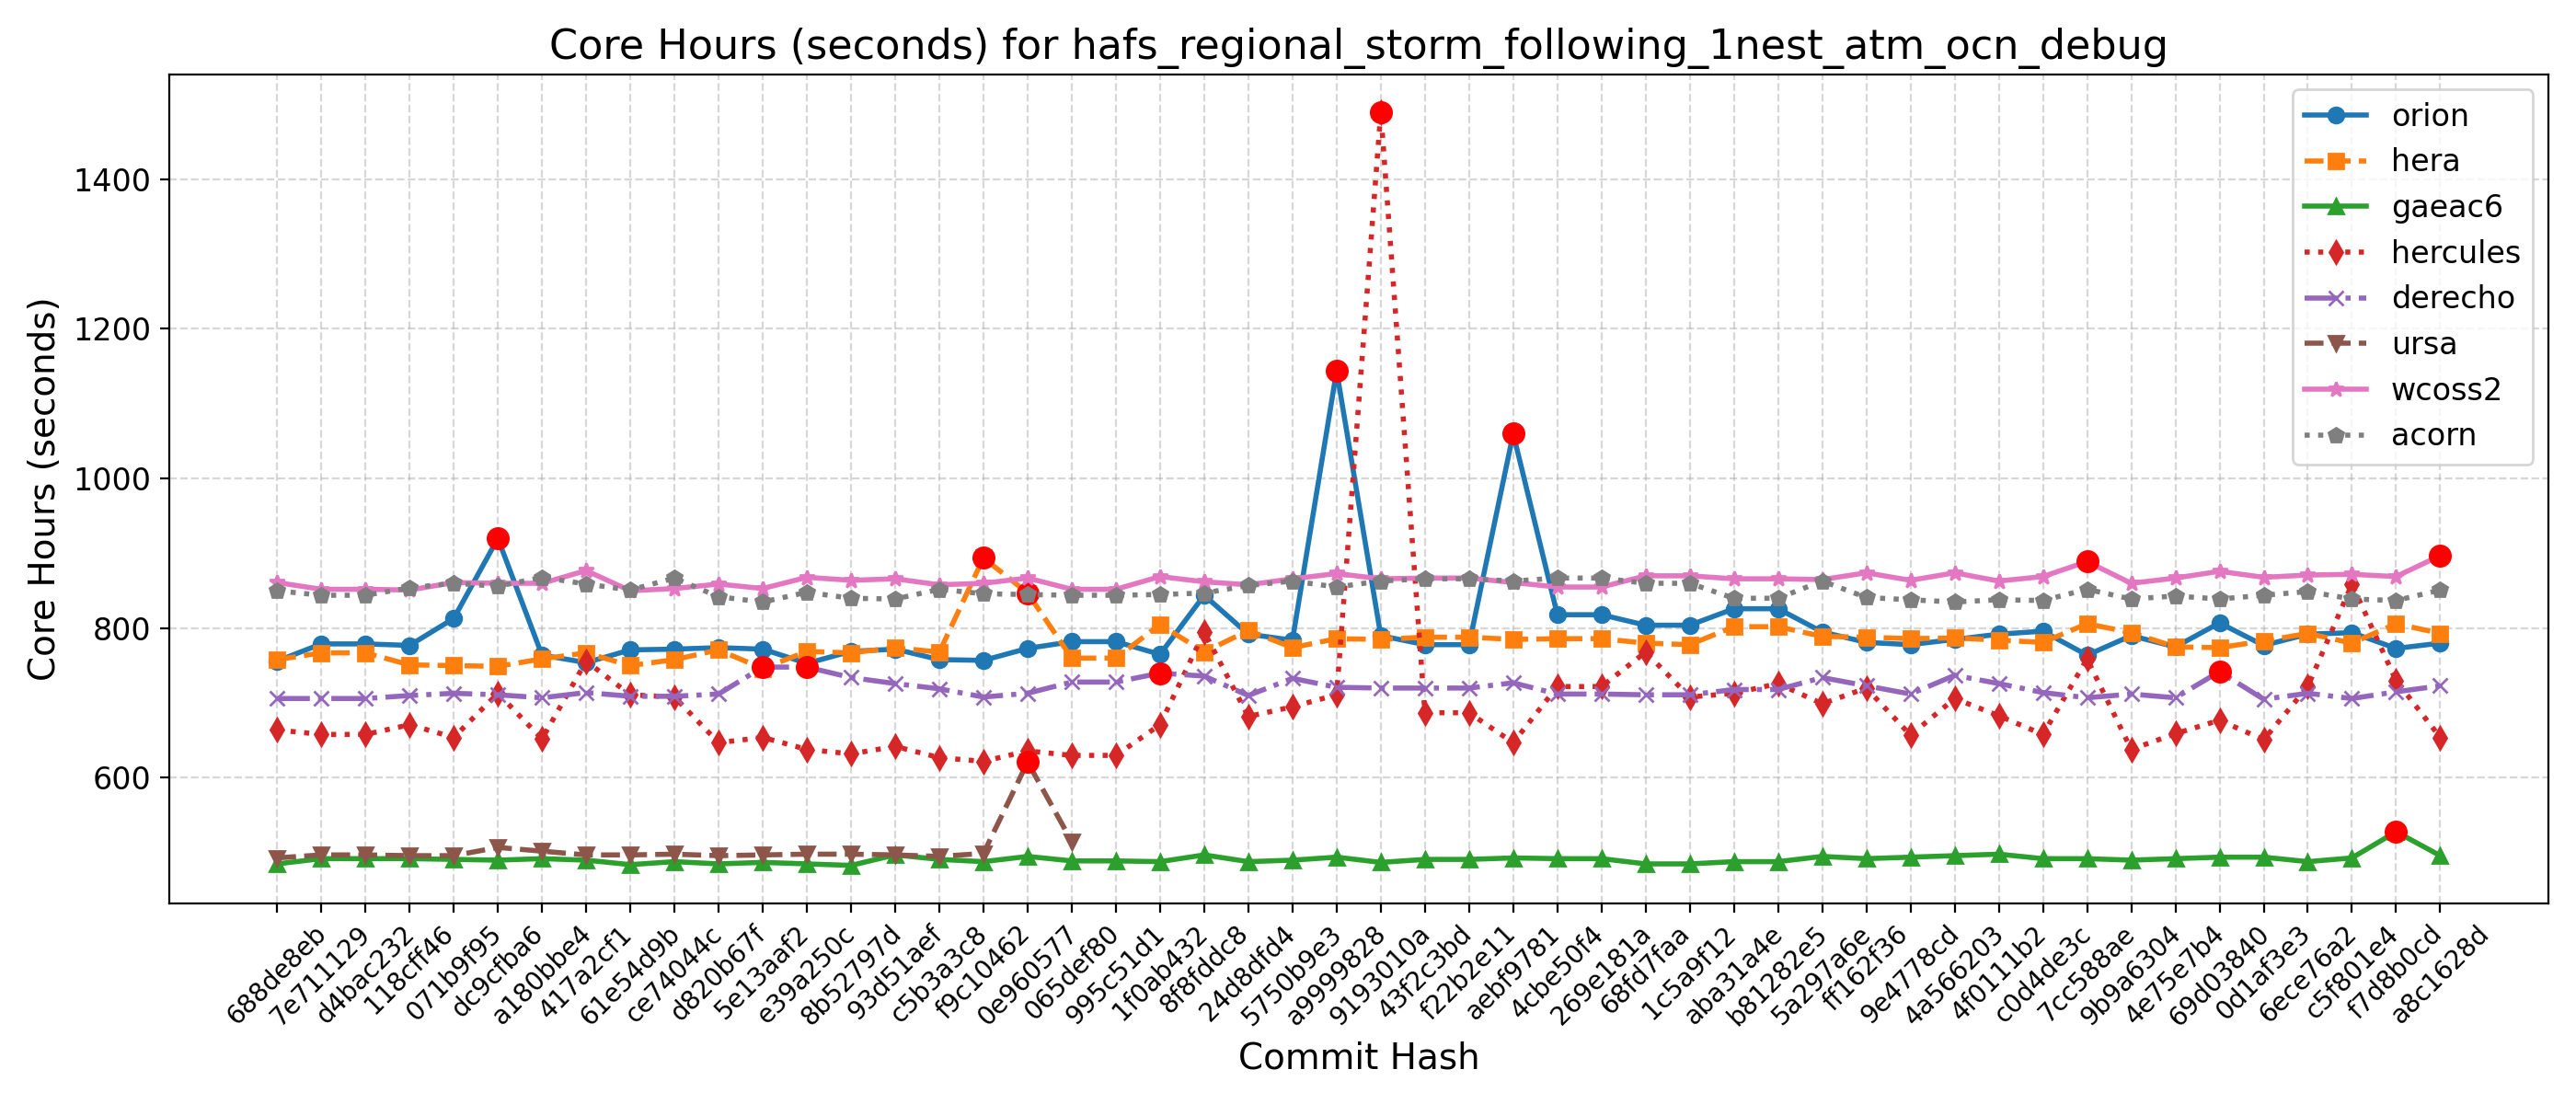 Core Hours (seconds) for hafs_regional_storm_following_1nest_atm_ocn_debug
Core Hours (seconds)
1400
1200
1000
800
600
orion
hera
gaeac6
hercules
derecho
ursa
wcoss2
acorn
688de8eb
7e711129
d4bac232
118cff46
071b9f95
dc9cfba6
a180bbe4
417a2cf1
61e54d9b
ce74044c
d820b67f
5e13aaf2
e39a250c
8b52797d
93d51aef
c5b3a3c8
f9c10462
0e960577
065def80
995c51d1
1f0ab432
8f8fddc8
24d8dfd4
5750b9e3
a9999828
9193010a
43f2c3bd
f22b2e11
aebf9781
4cbe50f4
269e181a
68fd7faa
1c5a9f12
aba31a4e
b81282e5
5a297a6e
ff162f36
9e4778cd
4a566203
4f0111b2
c0d4de3c
7cc588ae
9b9a6304
4e75e7b4
69d03840
0d1af3e3
6ece76a2
c5f801e4
f7d8b0cd
a8c1628d
Commit Hash